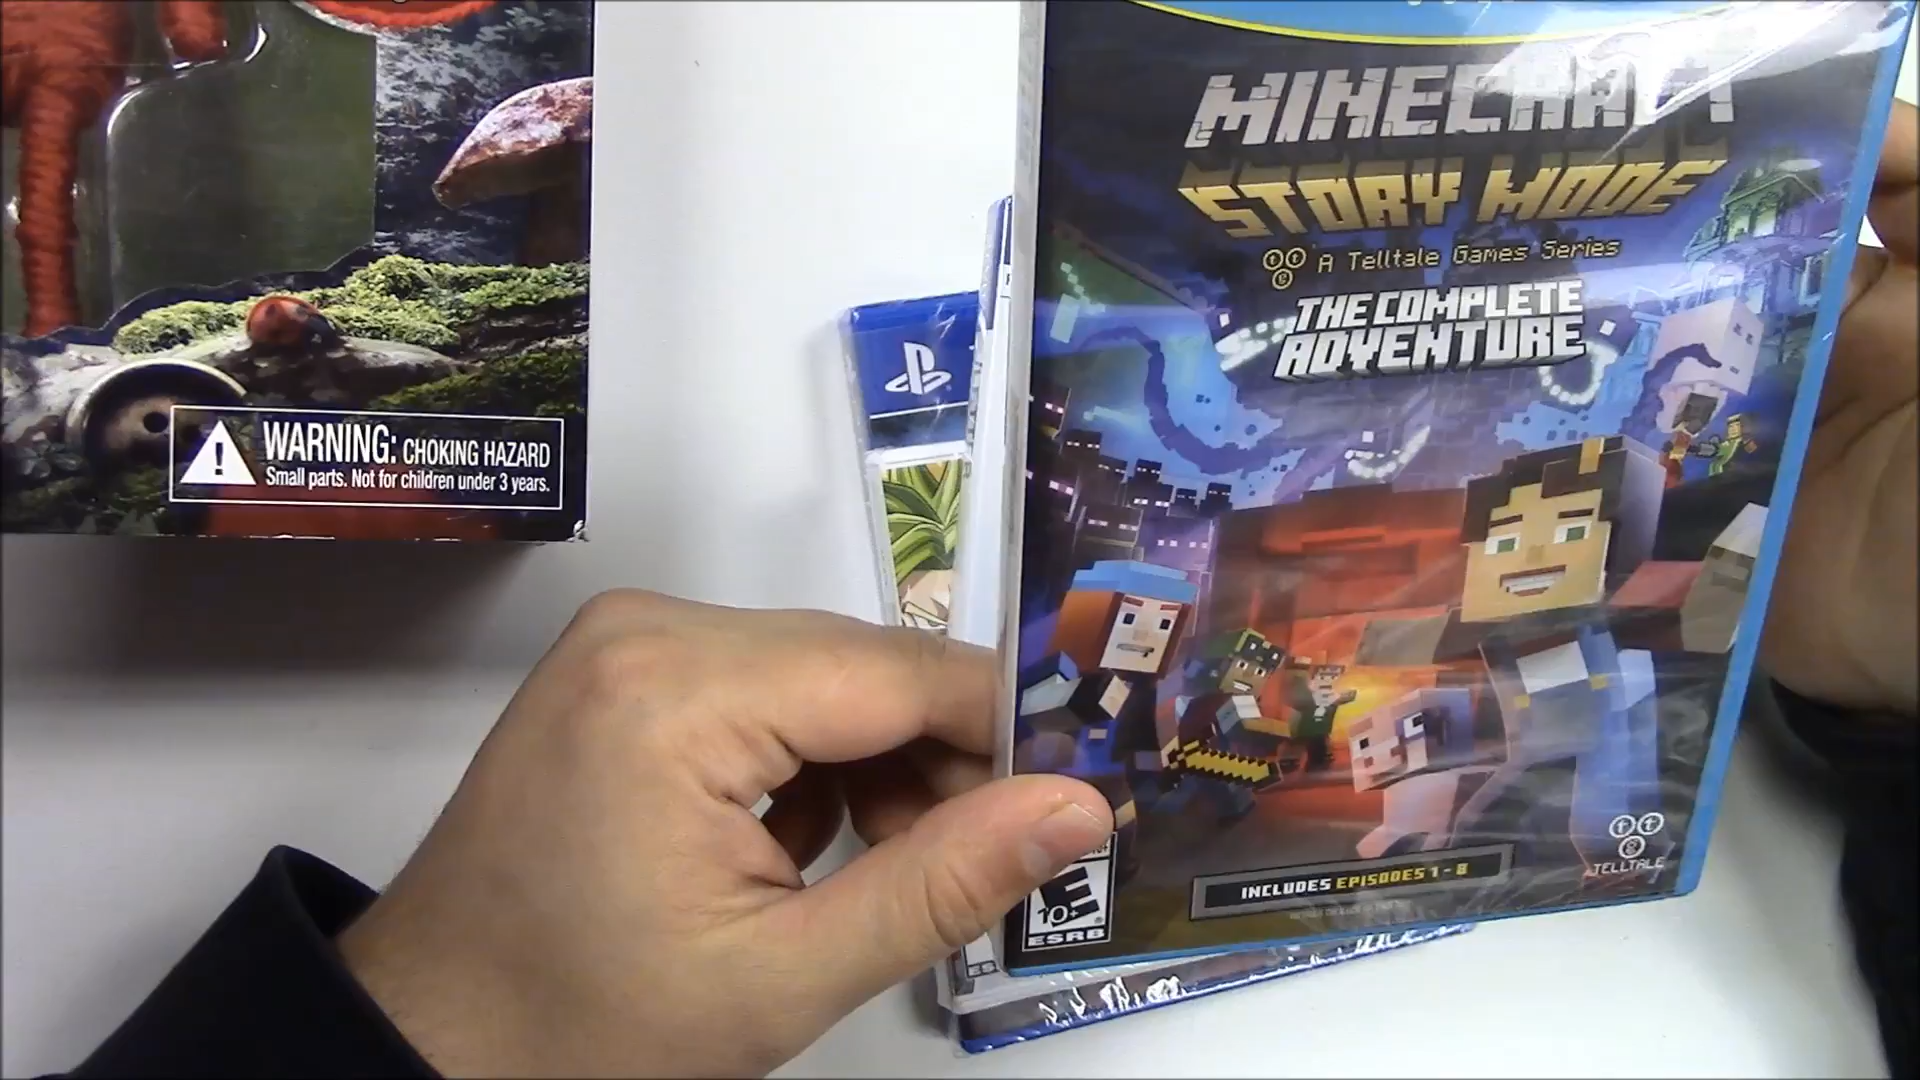 WARNING: CHOKING HAZARD
Small parts. Not for children under 3 years.
MINECRAFT
STORY MODE
A Telltale Games Series
THE COMPLETE
ADVENTURE
INCLUDES EPISODES 1 - 8
TELLTALE
E
10+
ESRB
ES